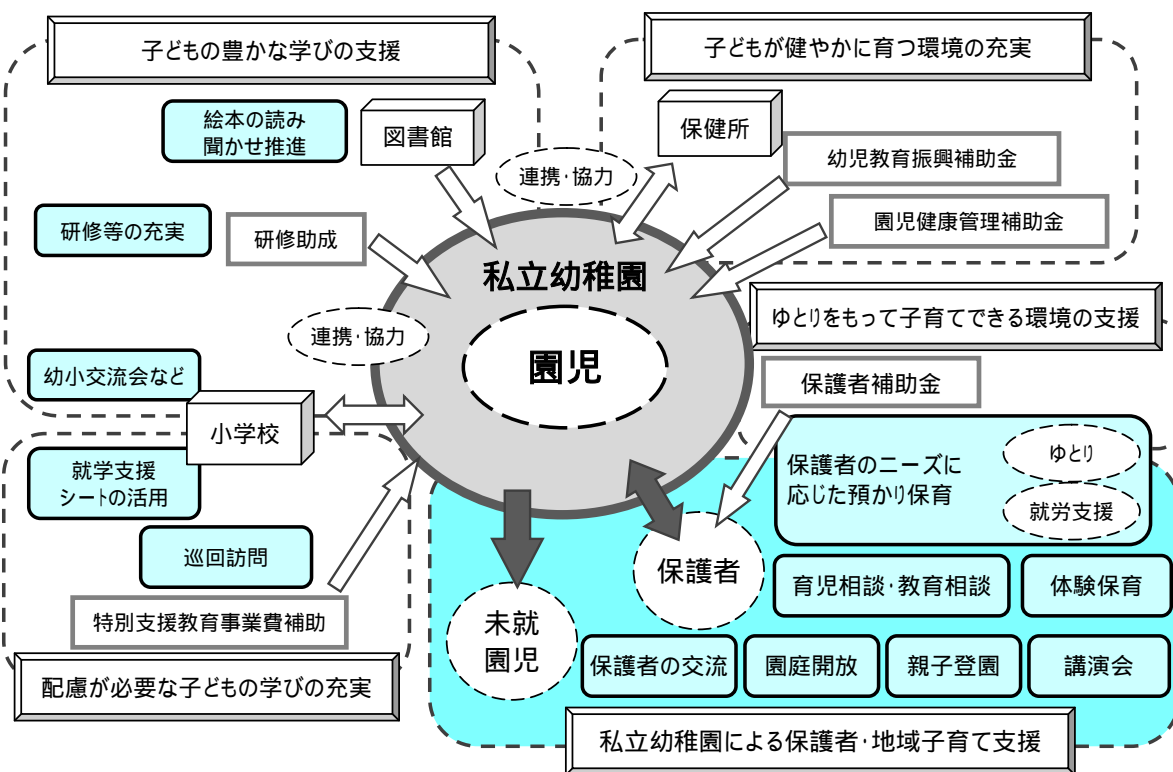 子どもの豊かな学びの支援
子どもが健やかに育つ環境の充実
絵本の読み
聞かせ推進
図書館
保健所
連携・協力
幼児教育振興補助金
研修等の充実
研修助成
園児健康管理補助金
私立幼稚園
連携・協力
園児
ゆとりをもって子育てできる環境の支援
幼小交流会など
保護者補助金
小学校
就学支援
シートの活用
保護者のニーズに
応じた預かり保育
ゆとり
就労支援
巡回訪問
保護者
育児相談・教育相談
体験保育
特別支援教育事業費補助
未就
園児
保護者の交流
園庭開放
親子登園
講演会
配慮が必要な子どもの学びの充実
私立幼稚園による保護者・地域子育て支援